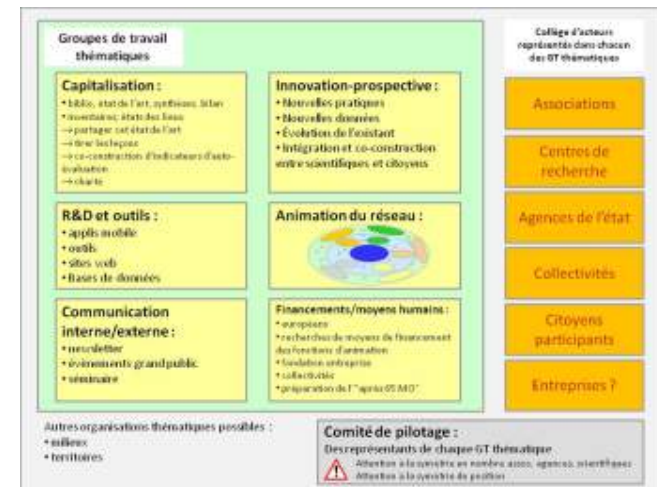 Groupes de travail
thématiques
Capitalisation :
• biblio, état de l'art, synthèses, bilan
• inventaires, états des lieux
→ partager cet état de l'art
→ tirer les leçons
→ co-construction d'indicateurs d'auto-
évaluation
→ charte
Innovation-prospective :
• Nouvelles pratiques
• Nouvelles données
• Évolution de l'existant
• Intégration et co-construction
entre scientifiques et citoyens
R&D et outils :
• applis mobile
• outils
• sites web
• Bases de données
Animation du réseau :
Communication
interne/externe :
• newsletter
• évènements grand public
• séminaire
Financements/moyens humains :
• européens
• recherches de moyens de financement
des fonctions d'animation
• fondation entreprise
• collectivités
• préparation de l'"après 65 MO"
Collège d'acteurs
représentés dans chacun
des GT thématiques
Associations
Centres de
recherche
Agences de l'état
Collectivités
Citoyens
participants
Entreprises ?
Autres organisations thématiques possibles :
• milieux
• territoires
Comité de pilotage :
Des représentants de chaque GT thématique
Attention à la symétrie en nombre assos, agences, scientifiques
Attention à la symétrie de position